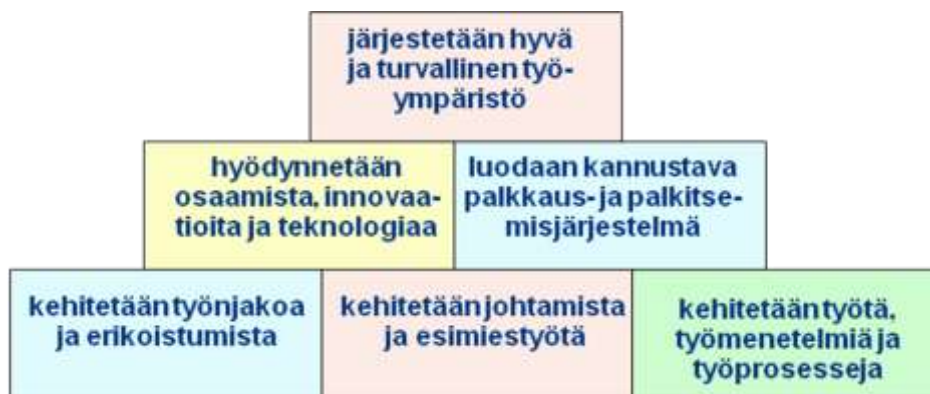 järjestetään hyvä
ja turvallinen työ-
ympäristö
hyödynnetään
osaamista, innovaa-
tioita ja teknologiaa
luodaan kannustava
palkkaus- ja palkitse-
misjärjestelmä
kehitetään työnjakoa
ja erikoistumista
kehitetään johtamista
ja esimiestyötä
kehitetään työtä,
työmenetelmiä ja
työprosesseja